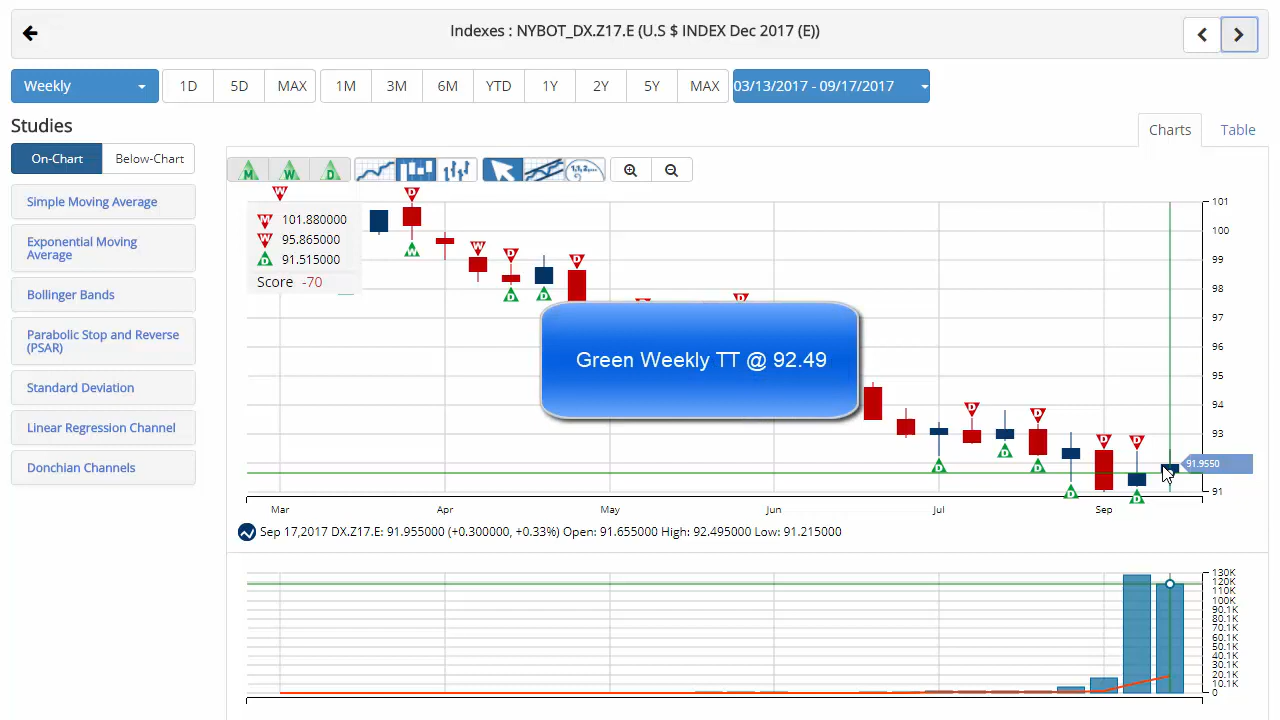 Indexes : NYBOT_DX.Z17.E (U.S $ INDEX Dec 2017 (E))
Weekly 1D 5D MAX 1M 3M 6M YTD 1Y 2Y 5Y MAX 03/13/2017 - 09/17/2017
Studies
Charts Table
On-Chart Below-Chart
Simple Moving Average
Exponential Moving
Average
Bollinger Bands
Parabolic Stop and Reverse
(PSAR)
Standard Deviation
Linear Regression Channel
Donchian Channels
M W D
M 101.880000
W 95.865000
D 91.515000
Score -70
W D W W D D D D D D
Green Weekly TT @ 92.49
D D D D D D D D D D
101
100
99
98
97
96
95
94
93
91.9550
91
Mar Apr May Jun Jul Sep
Sep 17,2017 DX.Z17.E: 91.955000 (+0.300000, +0.33%) Open: 91.655000 High: 92.495000 Low: 91.215000
130K
120K
110K
100K
90.1K
80.1K
70.1K
60.1K
50.1K
40.1K
30.1K
20.1K
10.1K
0